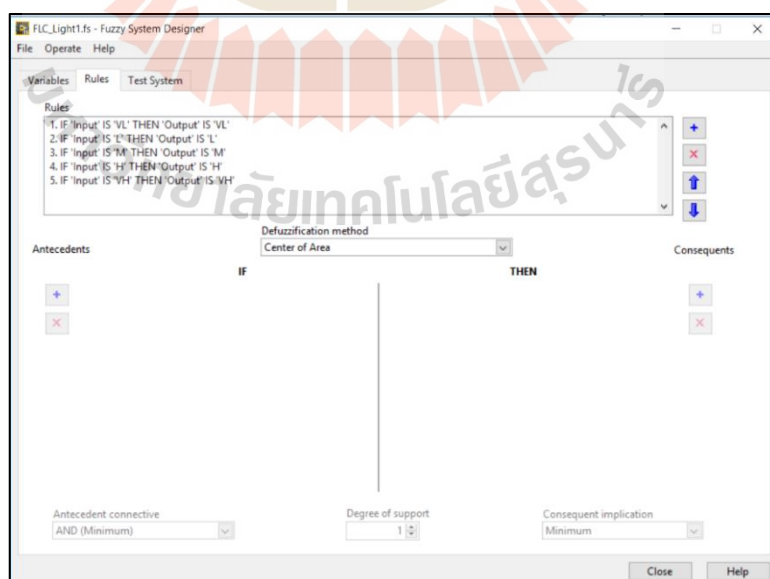 FLC_Light1.fs - Fuzzy System Designer
File Operate Help
Variables Rules Test System
Rules
1. IF 'Input' IS 'VL' THEN 'Output' IS 'VL'
2. IF 'Input' IS 'L' THEN 'Output' IS 'L'
3. IF 'Input' IS 'M' THEN 'Output' IS 'M'
4. IF 'Input' IS 'H' THEN 'Output' IS 'H'
5. IF 'Input' IS 'VH' THEN 'Output' IS 'VH'
Defuzzification method
Center of Area
Antecedents
Consequents
IF THEN
Antecedent connective
AND (Minimum)
Degree of support
1
Consequent implication
Minimum
Close Help